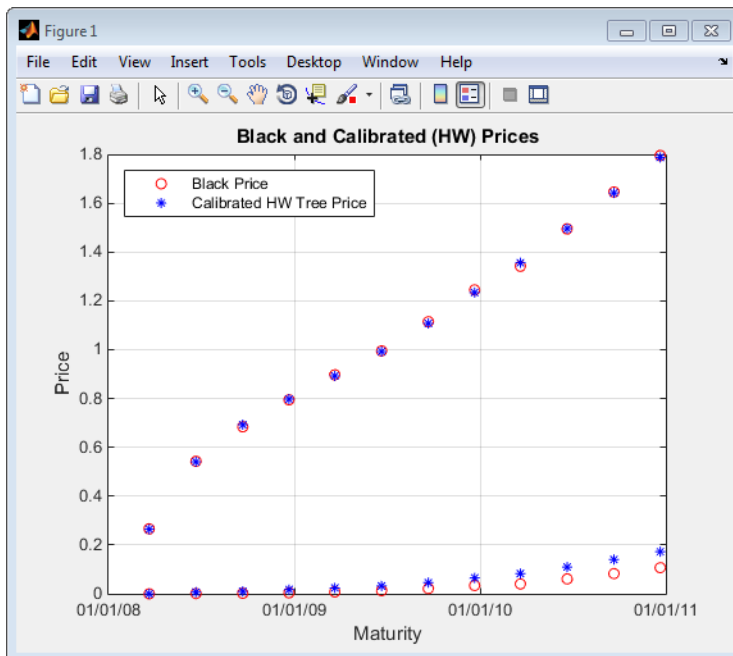 Figure 1
File Edit View Insert Tools Desktop Window Help
Black and Calibrated (HW) Prices
Black Price
Calibrated HW Tree Price
1.8
1.6
1.4
1.2
1
0.8
0.6
0.4
0.2
0
Price
01/01/08 01/01/09 01/01/10 01/01/11
Maturity